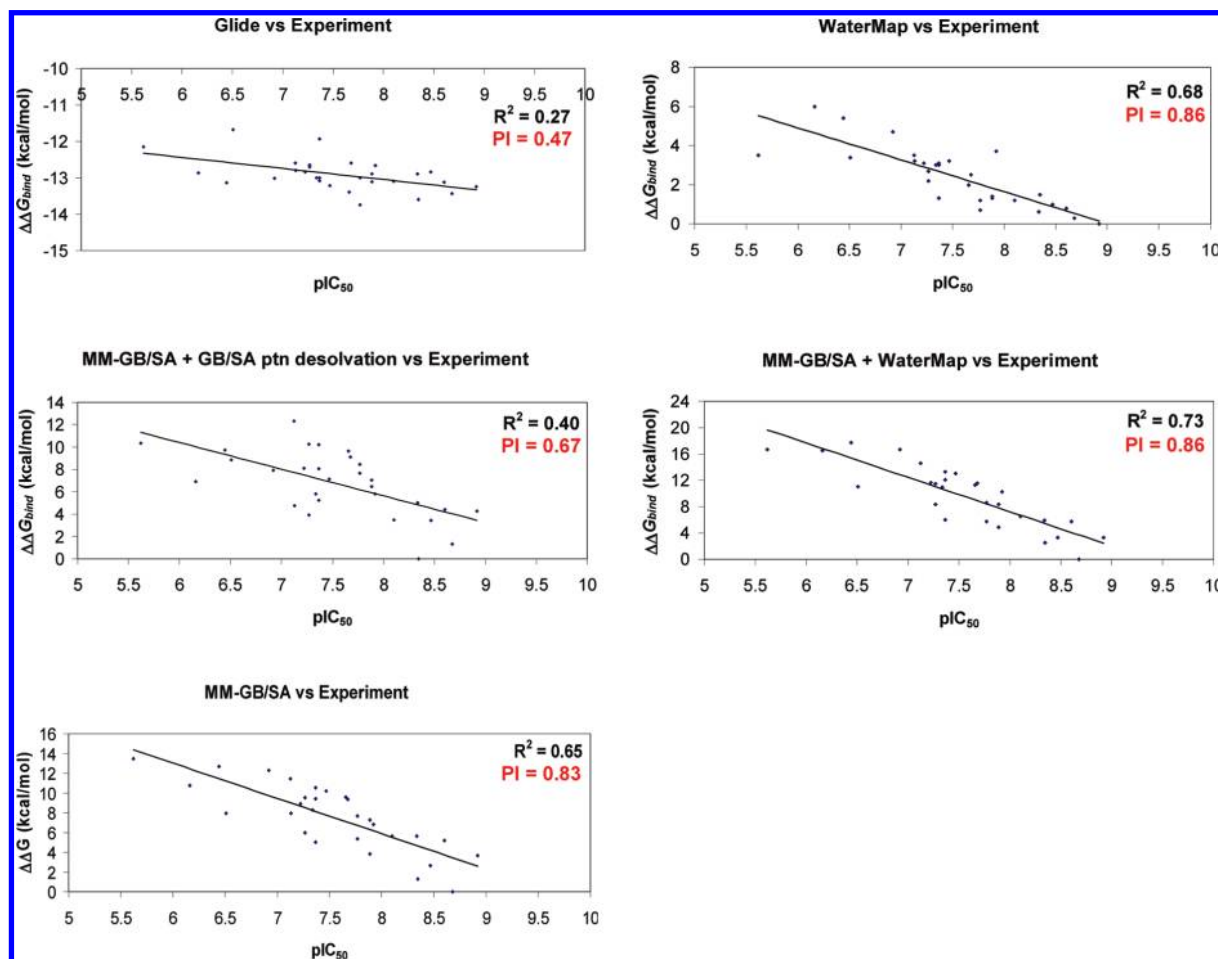 Glide vs Experiment
-10
5 5.5 6 6.5 7 7.5 8 8.5 9 9.5 10
-11
-12
-13
-14
-15
ΔΔG_bind (kcal/mol)
R² = 0.27
PI = 0.47
pIC₅₀
WaterMap vs Experiment
8
6
4
2
0
ΔΔG_bind (kcal/mol)
R² = 0.68
PI = 0.86
5 5.5 6 6.5 7 7.5 8 8.5 9 9.5 10
pIC₅₀
MM-GB/SA + GB/SA ptn desolvation vs Experiment
14
12
10
8
6
4
2
0
ΔΔG_bind (kcal/mol)
R² = 0.40
PI = 0.67
5 5.5 6 6.5 7 7.5 8 8.5 9 9.5 10
pIC₅₀
MM-GB/SA + WaterMap vs Experiment
24
20
16
12
8
4
0
ΔΔG_bind (kcal/mol)
R² = 0.73
PI = 0.86
5 5.5 6 6.5 7 7.5 8 8.5 9 9.5 10
pIC₅₀
MM-GB/SA vs Experiment
16
14
12
10
8
6
4
2
0
ΔΔG (kcal/mol)
R² = 0.65
PI = 0.83
5 5.5 6 6.5 7 7.5 8 8.5 9 9.5 10
pIC₅₀